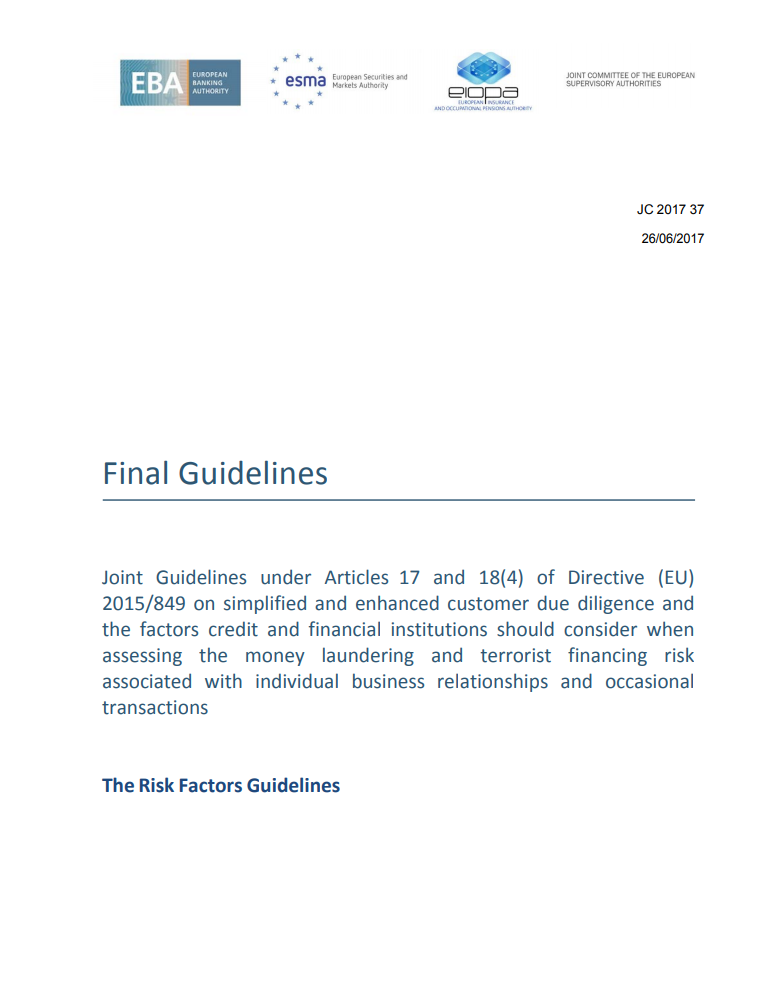 EBA
EUROPEAN
BANKING
AUTHORITY
esma
European Securities and
Markets Authority
eiopa
EUROPEAN INSURANCE
AND OCCUPATIONAL PENSIONS AUTHORITY
JOINT COMMITTEE OF THE EUROPEAN
SUPERVISORY AUTHORITIES
JC 2017 37
26/06/2017
Final Guidelines
Joint Guidelines under Articles 17 and 18(4) of Directive (EU)
2015/849 on simplified and enhanced customer due diligence and
the factors credit and financial institutions should consider when
assessing the money laundering and terrorist financing risk
associated with individual business relationships and occasional
transactions
The Risk Factors Guidelines